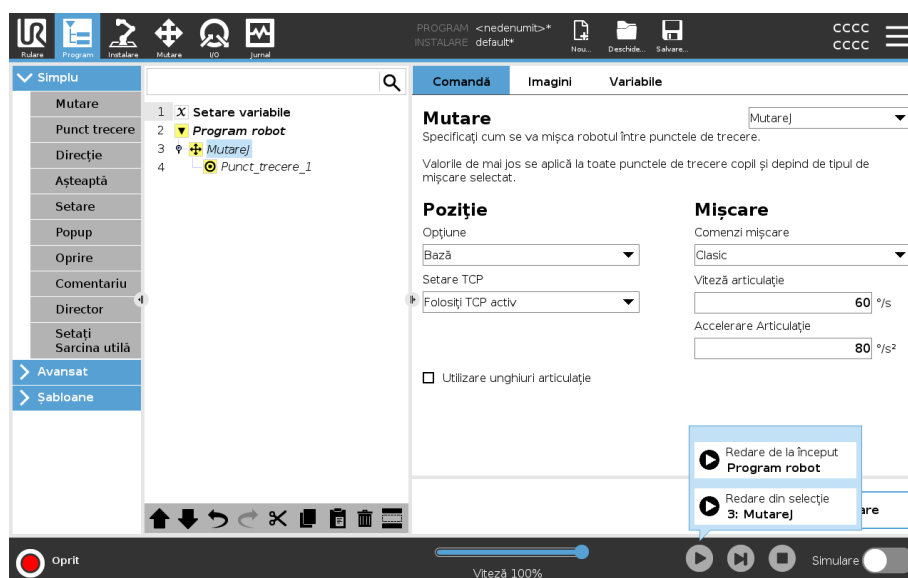 UR
Rulare
Program
Instalare
Mutare
I/O
Jurnal
PROGRAM <nedenumit>*
INSTALARE default*
Nou...
Deschide...
Salvare...
cccc
cccc
Simplu
Mutare
Punct trecere
Direcție
Așteaptă
Setare
Popup
Oprire
Comentariu
Director
Setați
Sarcina utilă
Avansat
Șabloane
1 X Setare variabile
2 Program robot
3 MutareJ
4 Punct_trecere_1
Comandă
Imagini
Variabile
Mutare
MutareJ
Specificați cum se va mișca robotul între punctele de trecere.
Valorile de mai jos se aplică la toate punctele de trecere copil și depind de tipul de
mișcare selectat.
Poziție
Opțiune
Bază
Setare TCP
Folosiți TCP activ
Utilizare unghiuri articulație
Mișcare
Comenzi mișcare
Clasic
Viteză articulație
60 °/s
Accelerare Articulație
80 °/s²
Redare de la început
Program robot
Redare din selecție
3: MutareJ
are
Oprit
Viteză 100%
Simulare